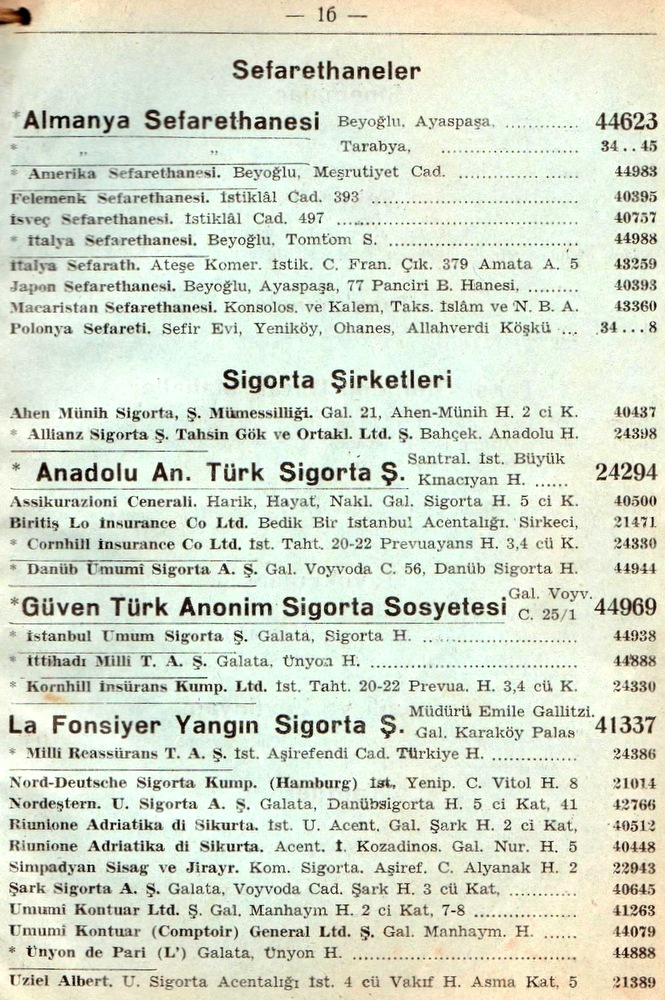 — 16 —
Sefarethaneler
*Almanya Sefarethanesi Beyoğlu, Ayaspaşa, ............ 44623
* „ „ Tarabya, .................... 34 . . 45
* Amerika Sefarethanesi. Beyoğlu, Meşrutiyet Cad. .................. 44983
Felemenk Sefarethanesi. İstiklâl Cad. 393 .................................... 40395
İsveç Sefarethanesi. İstiklâl Cad. 497 ........................................ 40757
* İtalya Sefarethanesi. Beyoğlu, Tomtom S. ................................ 44988
İtalya Sefarath. Ateşe Komer. İstik. C. Fran. Çık. 379 Amata A. 5 43259
Japon Sefarethanesi. Beyoğlu, Ayaspaşa, 77 Panciri B. Hanesi, ......... 40393
Macaristan Sefarethanesi. Konsolos. ve Kalem, Taks. İslâm ve N. B. A. 43360
Polonya Sefareti. Sefir Evi, Yeniköy, Ohanes, Allahverdi Köşkü ... .34 . . . 8
Sigorta Şirketleri
Ahen Münih Sigorta, Ş. Mümessilliği. Gal. 21, Ahen-Münih H. 2 ci K. 40437
* Allianz Sigorta Ş. Tahsin Gök ve Ortakl. Ltd. Ş. Bahçek. Anadolu H. 24398
* Anadolu An. Türk Sigorta Ş. Santral. İst. Büyük
Kınacıyan H. ...... 24294
Assikurazioni Cenerali. Harik, Hayat, Nakl. Gal. Sigorta H. 5 ci K. 40500
Biritiş Lo İnsurance Co Ltd. Bedik Bir İstanbul Acentalığı. Sirkeci, 21471
* Cornhill İnsurance Co Ltd. İst. Taht. 20-22 Prevuayans H. 3,4 cü K. 24330
* Danüb Umumi Sigorta A. Ş. Gal. Voyvoda C. 56, Danüb Sigorta H. 44944
*Güven Türk Anonim Sigorta Sosyetesi Gal. Voyv.
C. 25/1 44969
* İstanbul Umum Sigorta Ş. Galata, Sigorta H. .......................... 44938
* İttihadı Milli T. A. Ş. Galata, Ünyon H. .................................. 44888
* Kornhill İnsürans Kump. Ltd. İst. Taht. 20-22 Prevua. H. 3,4 cü K. 24330
La Fonsiyer Yangın Sigorta Ş. Müdürü Emile Gallitzi.
Gal. Karaköy Palas 41337
* Milli Reassürans T. A. Ş. İst. Aşirefendi Cad. Türkiye H. ............... 24386
Nord-Deutsche Sigorta Kump. (Hamburg) İst, Yenip. C. Vitol H. 8 21014
Nordeştern. U. Sigorta A. Ş. Galata, Danübsigorta H. 5 ci Kat, 41 42766
Riunione Adriatika di Sikurta. İst. U. Acent. Gal. Şark H. 2 ci Kat, 40512
Riunione Adriatika di Sikurta. Acent. İ. Kozadinos. Gal. Nur. H. 5 40448
Simpadyan Sisag ve Jirayr. Kom. Sigorta. Aşiref. C. Alyanak H. 2 22943
Şark Sigorta A. Ş. Galata, Voyvoda Cad. Şark H. 3 cü Kat, ............ 40645
Umumi Kontuar Ltd. Ş. Gal. Manhaym H. 2 ci Kat, 7-8 .................. 41263
Umumi Kontuar (Comptoir) General Ltd. Ş. Gal. Manhaym. H. ...... 44079
* Ünyon de Pari (L') Galata, Ünyon H. ..................................... 44888
Uziel Albert. U. Sigorta Acentalığı İst. 4 cü Vakıf H. Asma Kat, 5 21389